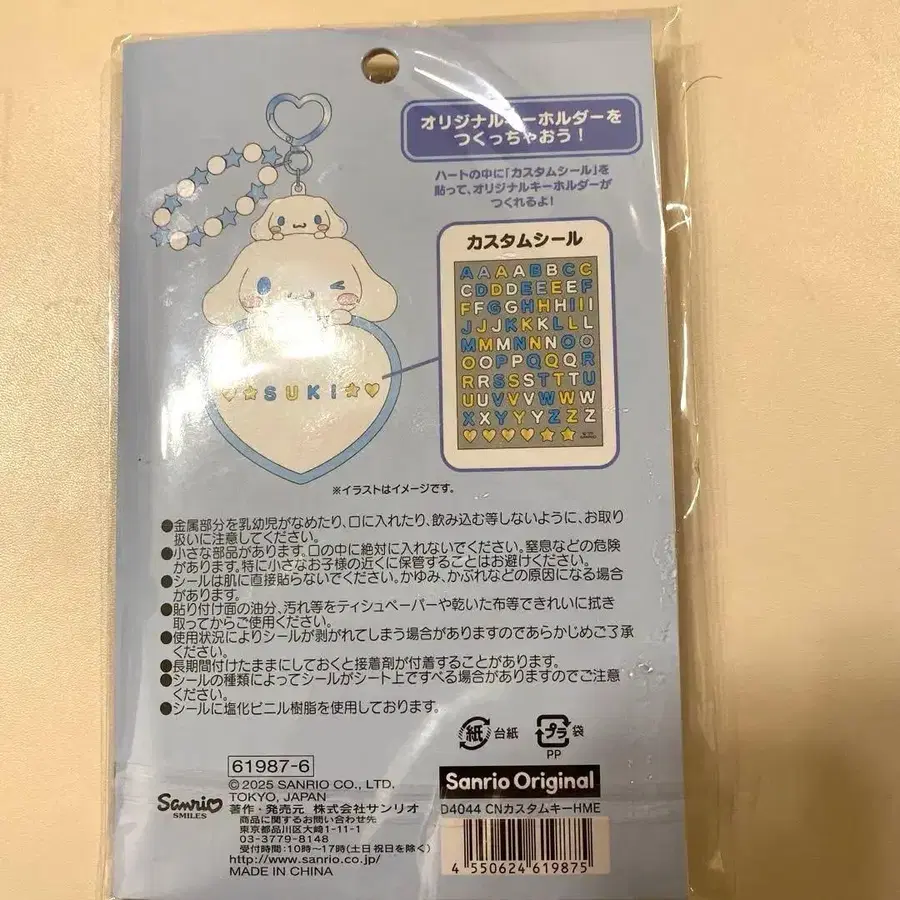 オリジナルキーホルダーを
つくっちゃおう!
ハートの中に「カスタムシール」を
貼って、オリジナルキーホルダーが
つくれるよ!
カスタムシール
AAAABBCC
CDDDEEEEF
FFGGHHHIII
JJJKKKLLL
MMMNNNOO
OOPPQQQR
RRSSSTTTU
UUVVVWWW
XXYYYZZZ
SUKI
※イラストはイメージです。
●金属部分を乳幼児がなめたり、口に入れたり、飲み込む等しないように、お取り
扱いに注意してください。
●小さな部品があります。口の中に絶対に入れないでください。窒息などの危険
があります。特に小さなお子様の近くに保管することはお避けください。
●シールは肌に直接貼らないでください。かゆみ、かぶれなどの原因になる場合
があります。
●貼り付け面の油分、汚れ等をティシュペーパーや乾いた布等できれいに拭き
取ってからご使用ください。
●使用状況によりシールが剥がれてしまう場合がありますのであらかじめご了承
ください。
●長期間付けたままにしておくと接着剤が付着することがあります。
●シールの種類によってシールがシート上ですべる場合がありますのでご注意
ください。
●シールに塩化ビニル樹脂を使用しております。
紙 台紙
プラ 袋
PP
61987-6
©2025 SANRIO CO., LTD.
TOKYO, JAPAN
Sanrio
SMILES
著作・発売元 株式会社サンリオ
商品に関するお問い合わせ先
東京都品川区大崎1-11-1
03-3779-8148
受付時間:10時〜17時(土日祝日を除く)
http://www.sanrio.co.jp/
MADE IN CHINA
Sanrio Original
D4044 CNカスタムキーHME
4 550624 619875